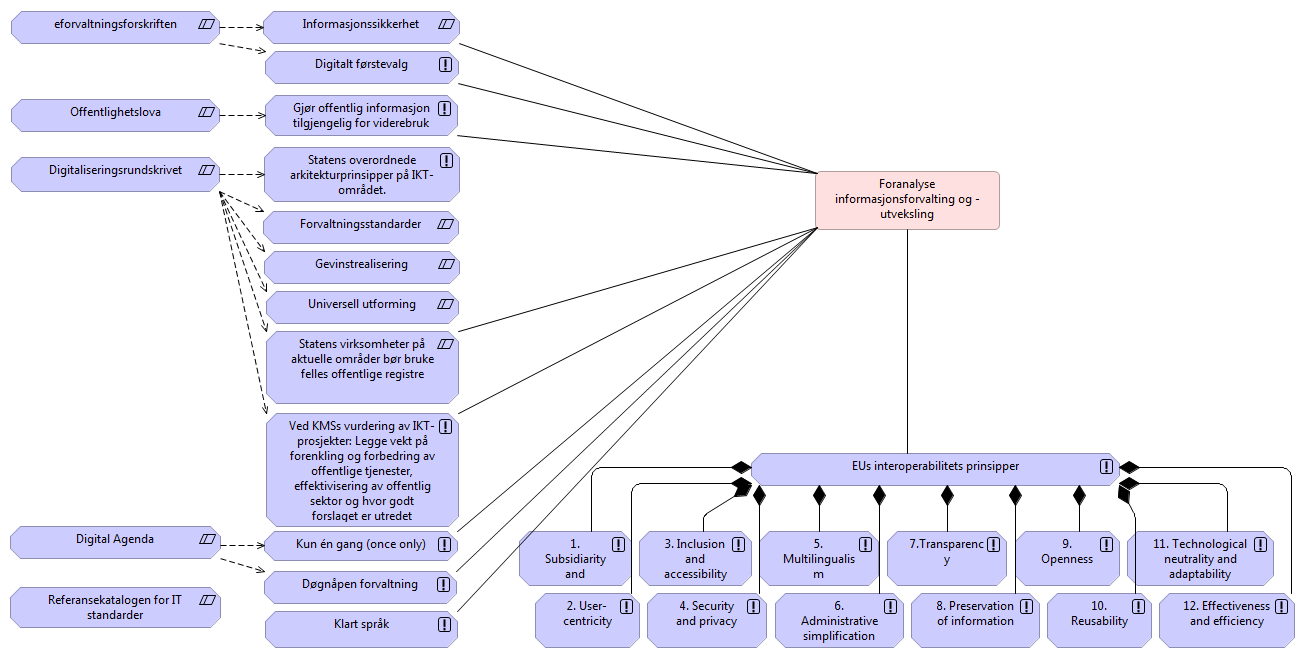 eforvaltningsforskriften
Informasjonssikkerhet
Digitalt førstevalg
Offentlighetslova
Gjør offentlig informasjon
tilgjengelig for viderebruk
Digitaliseringsrundskrivet
Statens overordnede
arkitekturprinsipper på IKT-
området.
Forvaltningsstandarder
Gevinstrealisering
Universell utforming
Statens virksomheter på
aktuelle områder bør bruke
felles offentlige registre
Ved KMSs vurdering av IKT-
prosjekter: Legge vekt på
forenkling og forbedring av
offentlige tjenester,
effektivisering av offentlig
sektor og hvor godt
forslaget er utredet
Digital Agenda
Kun én gang (once only)
Døgnåpen forvaltning
Referansekatalogen for IT
standarder
Klart språk
Foranalyse
informasjonsforvalting og -
utveksling
EUs interoperabilitets prinsipper
1.
Subsidiarity
and
3. Inclusion
and
accessibility
5.
Multilingualis
m
7.Transparenc
y
9.
Openness
11. Technological
neutrality and
adaptability
2. User-
centricity
4. Security
and privacy
6.
Administrative
simplification
8. Preservation
of information
10.
Reusability
12. Effectiveness
and efficiency